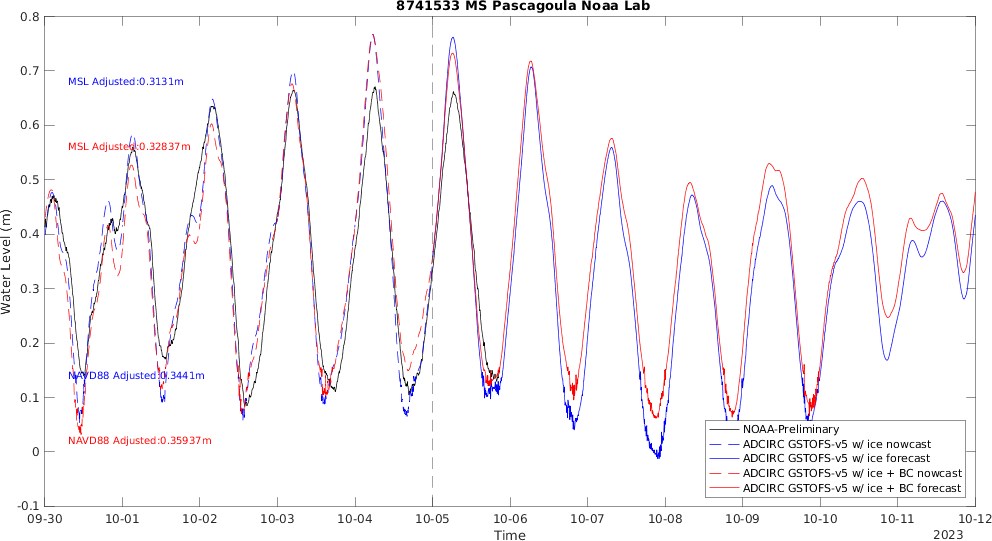 8741533 MS Pascagoula Noaa Lab
0.8
0.7
0.6
0.5
0.4
0.3
0.2
0.1
0
-0.1
Water Level (m)
MSL Adjusted:0.3131m
MSL Adjusted:0.32837m
NAVD88 Adjusted:0.3441m
NAVD88 Adjusted:0.35937m
NOAA-Preliminary
ADCIRC GSTOFS-v5 w/ ice nowcast
ADCIRC GSTOFS-v5 w/ ice forecast
ADCIRC GSTOFS-v5 w/ ice + BC nowcast
ADCIRC GSTOFS-v5 w/ ice + BC forecast
09-30 10-01 10-02 10-03 10-04 10-05 10-06 10-07 10-08 10-09 10-10 10-11 10-12
Time
2023